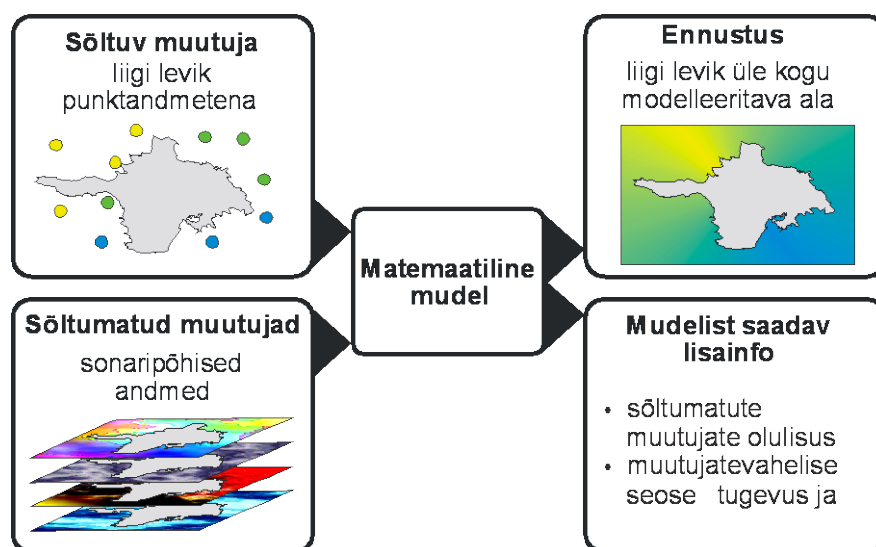 Sõltuv muutuja
liigi levik
punktandmetena
Ennustus
liigi levik üle kogu
modelleeritava ala
Matemaatiline
mudel
Sõltumatud muutujad
sonaripõhised
andmed
Mudelist saadav
lisainfo
• sõltumatute
muutujate olulisus
• muutujatevahelise
seose tugevus ja